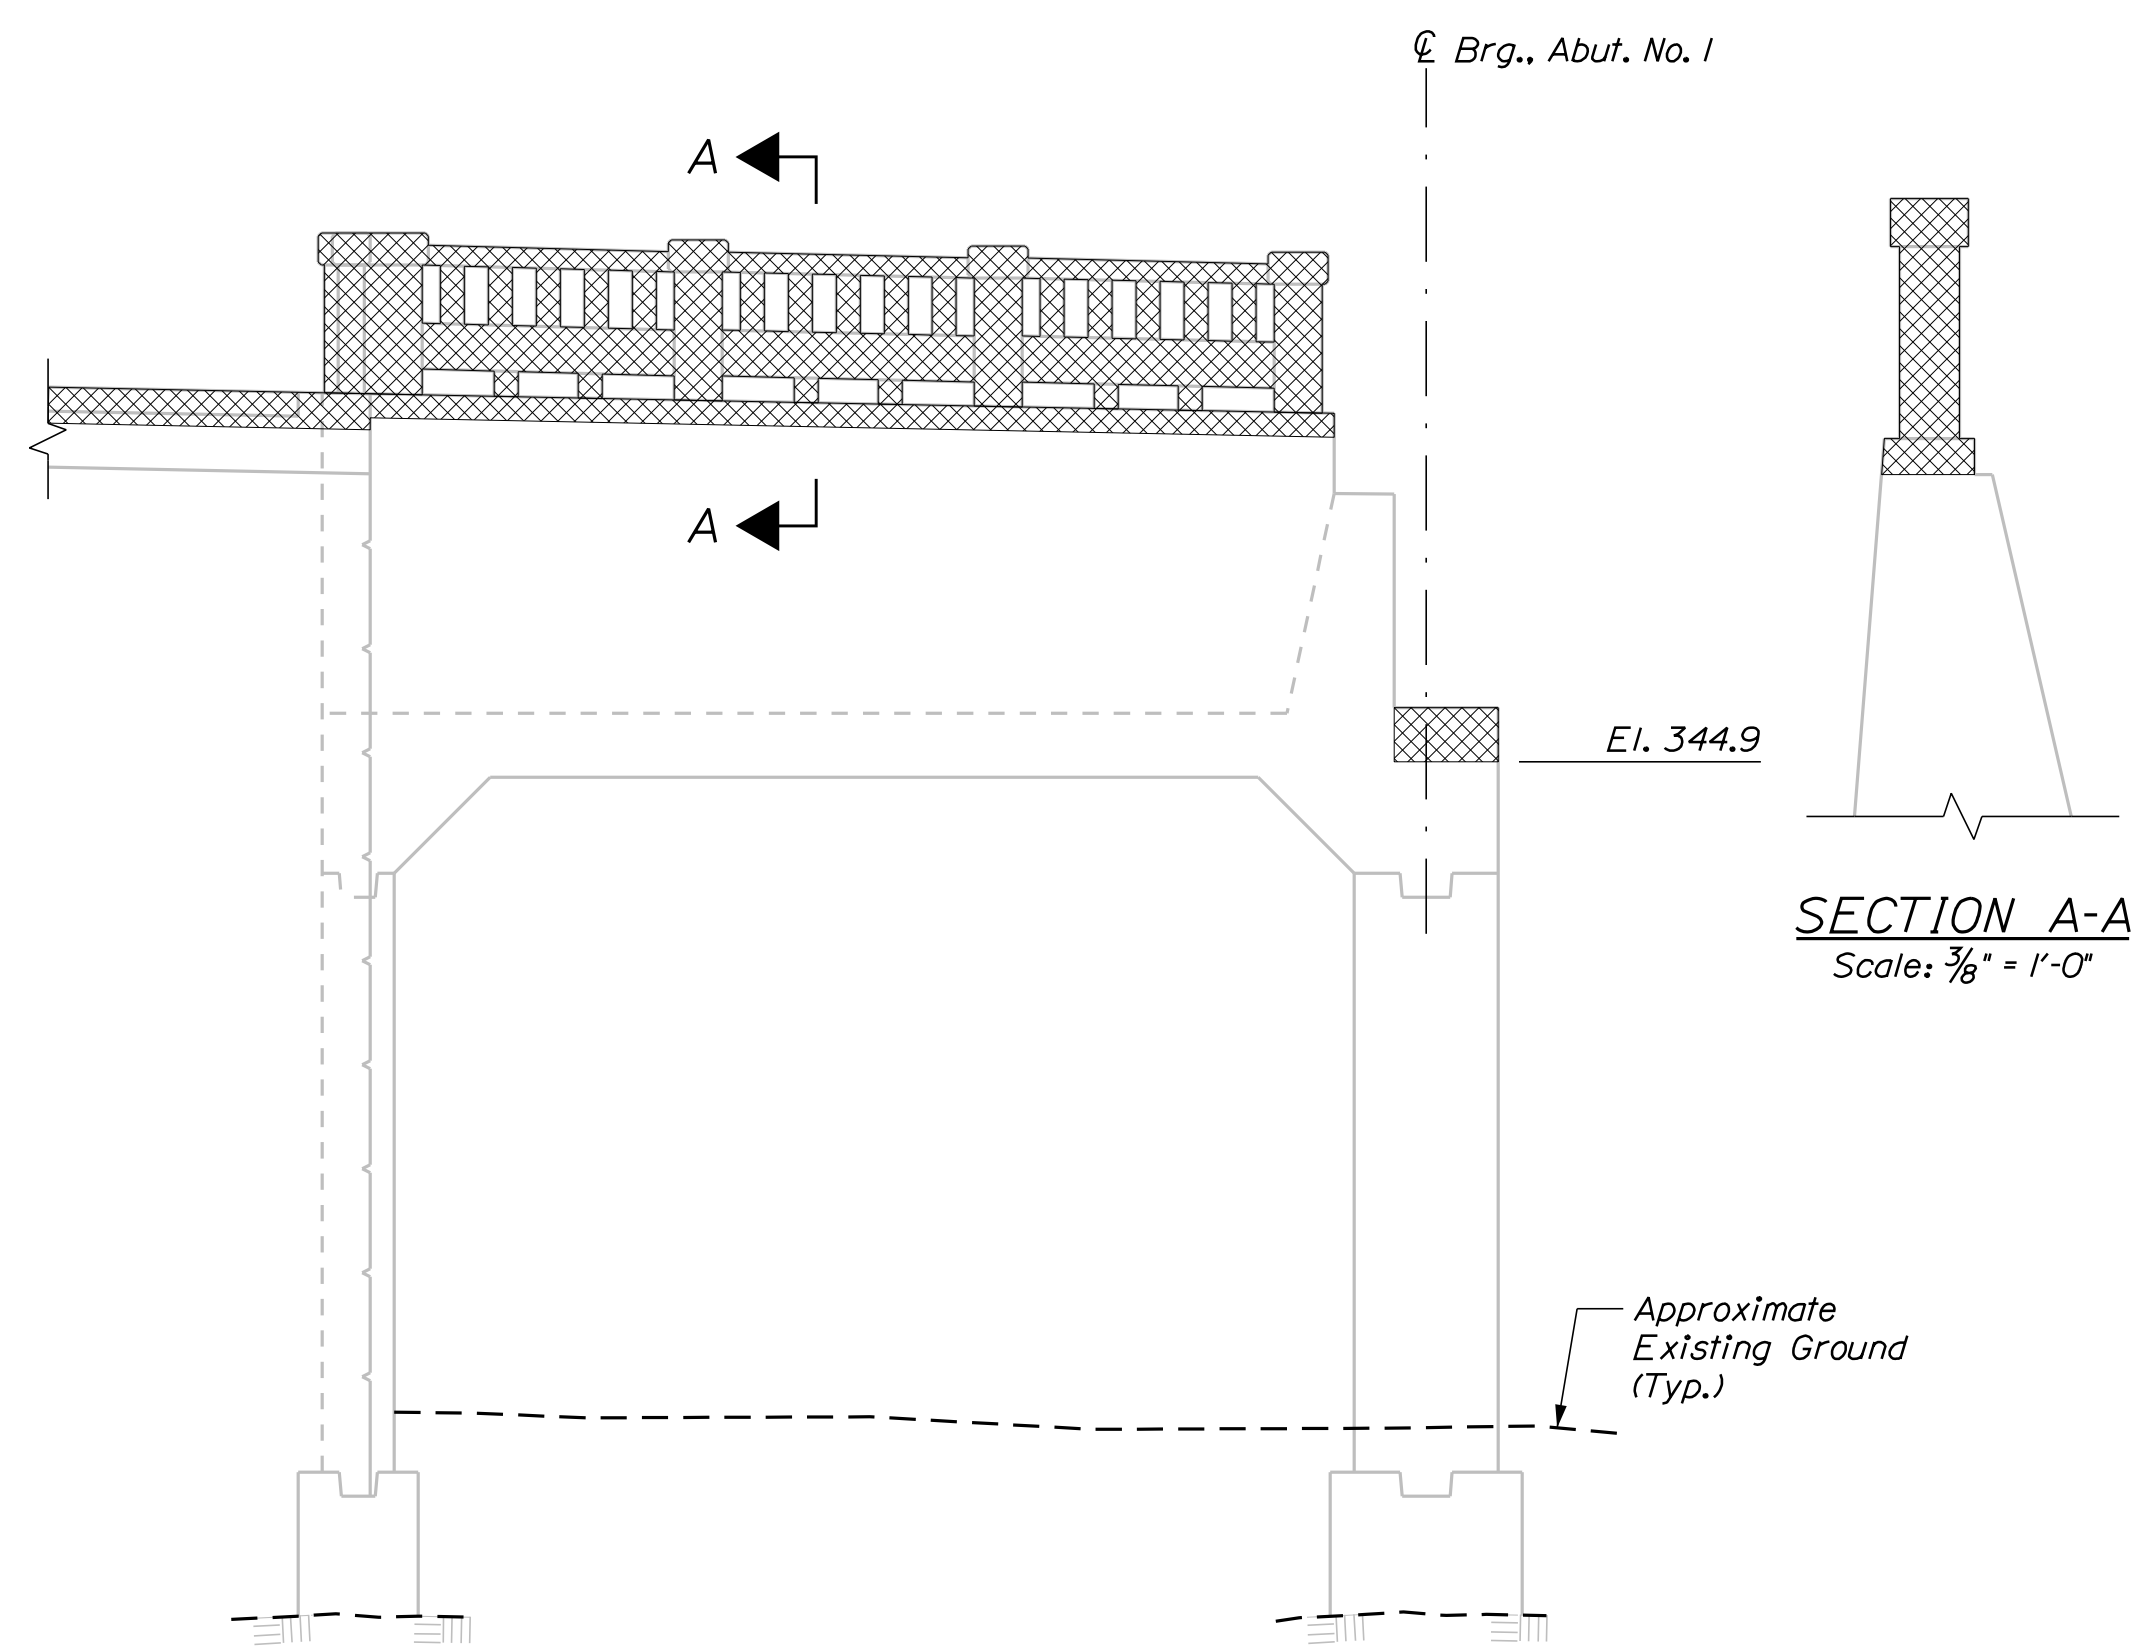 ℄ Brg., Abut. No. 1
A
A
El. 344.9
SECTION A-A
Scale: 3/8" = 1'-0"
Approximate
Existing Ground
(Typ.)